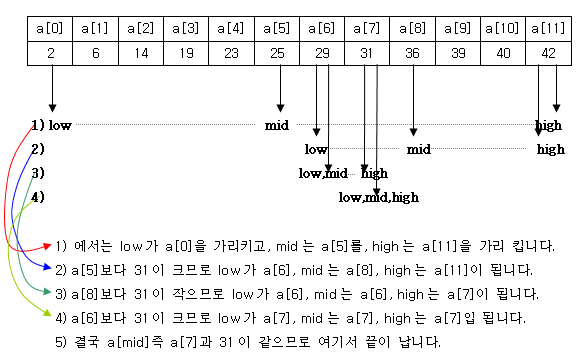 a[0] a[1] a[2] a[3] a[4] a[5] a[6] a[7] a[8] a[9] a[10] a[11]
2 6 14 19 23 25 29 31 36 39 40 42
1) low mid high
2) low mid high
3) low,mid high
4) low,mid,high
1) 에서는 low가 a[0]을 가리키고, mid는 a[5]를, high는 a[11]을 가리 킵니다.
2) a[5]보다 31이 크므로 low가 a[6], mid는 a[8], high는 a[11]이 됩니다.
3) a[8]보다 31이 작으므로 low가 a[6], mid는 a[6], high는 a[7]이 됩니다.
4) a[6]보다 31이 크므로 low가 a[7], mid는 a[7], high는 a[7]입 됩니다.
5) 결국 a[mid]즉 a[7]과 31이 같으므로 여기서 끝이 납니다.